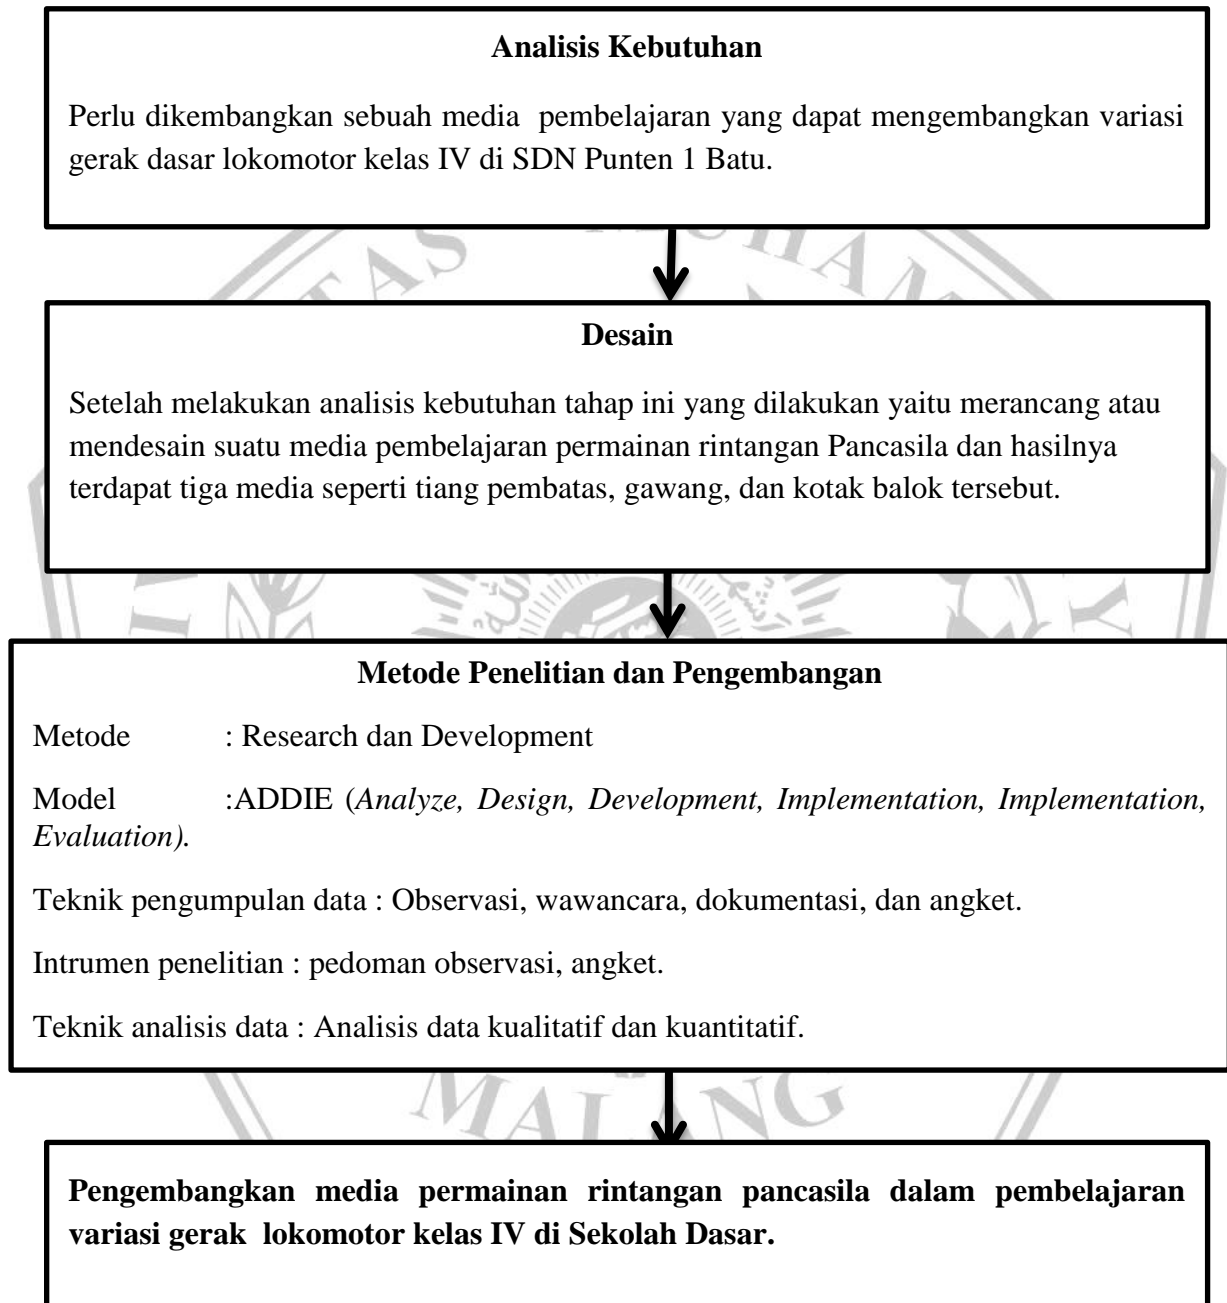 Analisis Kebutuhan
Perlu dikembangkan sebuah media pembelajaran yang dapat mengembangkan variasi
gerak dasar lokomotor kelas IV di SDN Punten 1 Batu.
Desain
Setelah melakukan analisis kebutuhan tahap ini yang dilakukan yaitu merancang atau
mendesain suatu media pembelajaran permainan rintangan Pancasila dan hasilnya
terdapat tiga media seperti tiang pembatas, gawang, dan kotak balok tersebut.
Metode Penelitian dan Pengembangan
Metode : Research dan Development
Model :ADDIE (Analyze, Design, Development, Implementation, Implementation,
Evaluation).
Teknik pengumpulan data : Observasi, wawancara, dokumentasi, dan angket.
Intrumen penelitian : pedoman observasi, angket.
Teknik analisis data : Analisis data kualitatif dan kuantitatif.
MALANG
Pengembangkan media permainan rintangan pancasila dalam pembelajaran
variasi gerak lokomotor kelas IV di Sekolah Dasar.